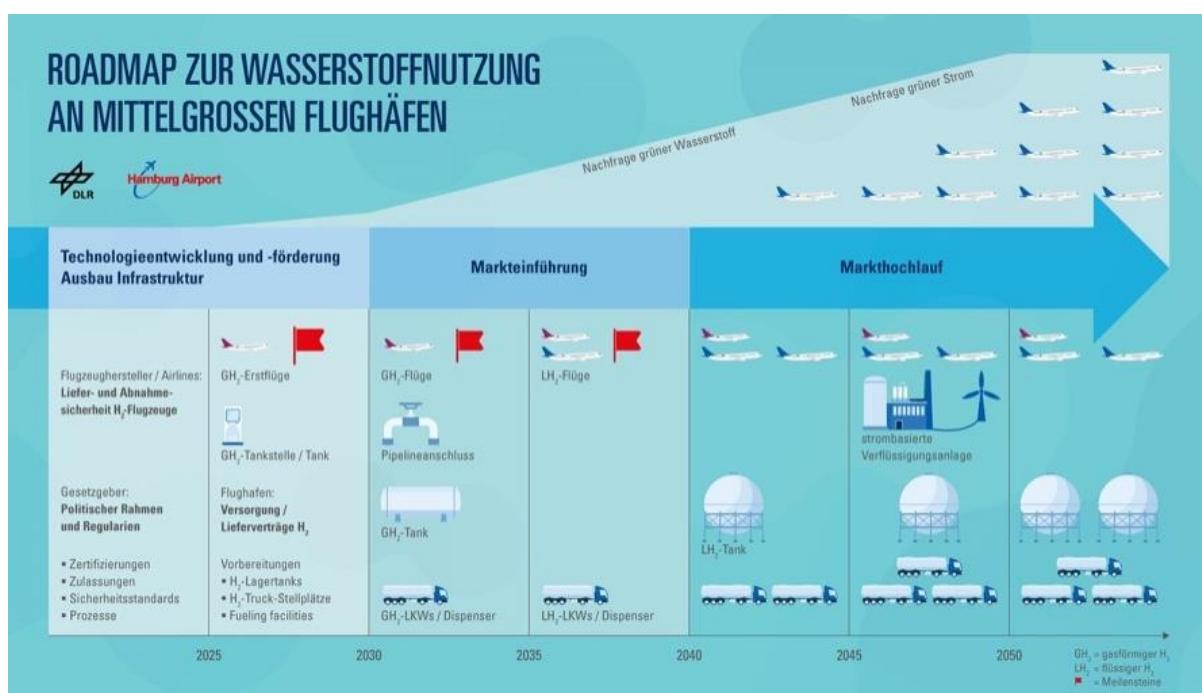 ROADMAP ZUR WASSERSTOFFNUTZUNG
AN MITTELGROSSEN FLUGHÄFEN
DLR
Hamburg Airport
Nachfrage grüner Wasserstoff
Nachfrage grüner Strom
Technologieentwicklung und -förderung
Ausbau Infrastruktur
Markteinführung
Markthochlauf
Flugzeughersteller / Airlines:
Liefer- und Abnahme-
sicherheit H₂-Flugzeuge
Gesetzgeber:
Politischer Rahmen
und Regularien
▪ Zertifizierungen
▪ Zulassungen
▪ Sicherheitsstandards
▪ Prozesse
GH₂-Erstflüge
GH₂-Tankstelle / Tank
Flughafen:
Versorgung /
Lieferverträge H₂
Vorbereitungen
▪ H₂-Lagertanks
▪ H₂-Truck-Stellplätze
▪ Fueling facilities
GH₂-Flüge
Pipelineanschluss
GH₂-Tank
GH₂-LKWs / Dispenser
LH₂-Flüge
LH₂-LKWs / Dispenser
LH₂-Tank
strombasierte
Verflüssigungsanlage
2025
2030
2035
2040
2045
2050
GH₂ = gasförmiger H₂
LH₂ = flüssiger H₂
= Meilensteine